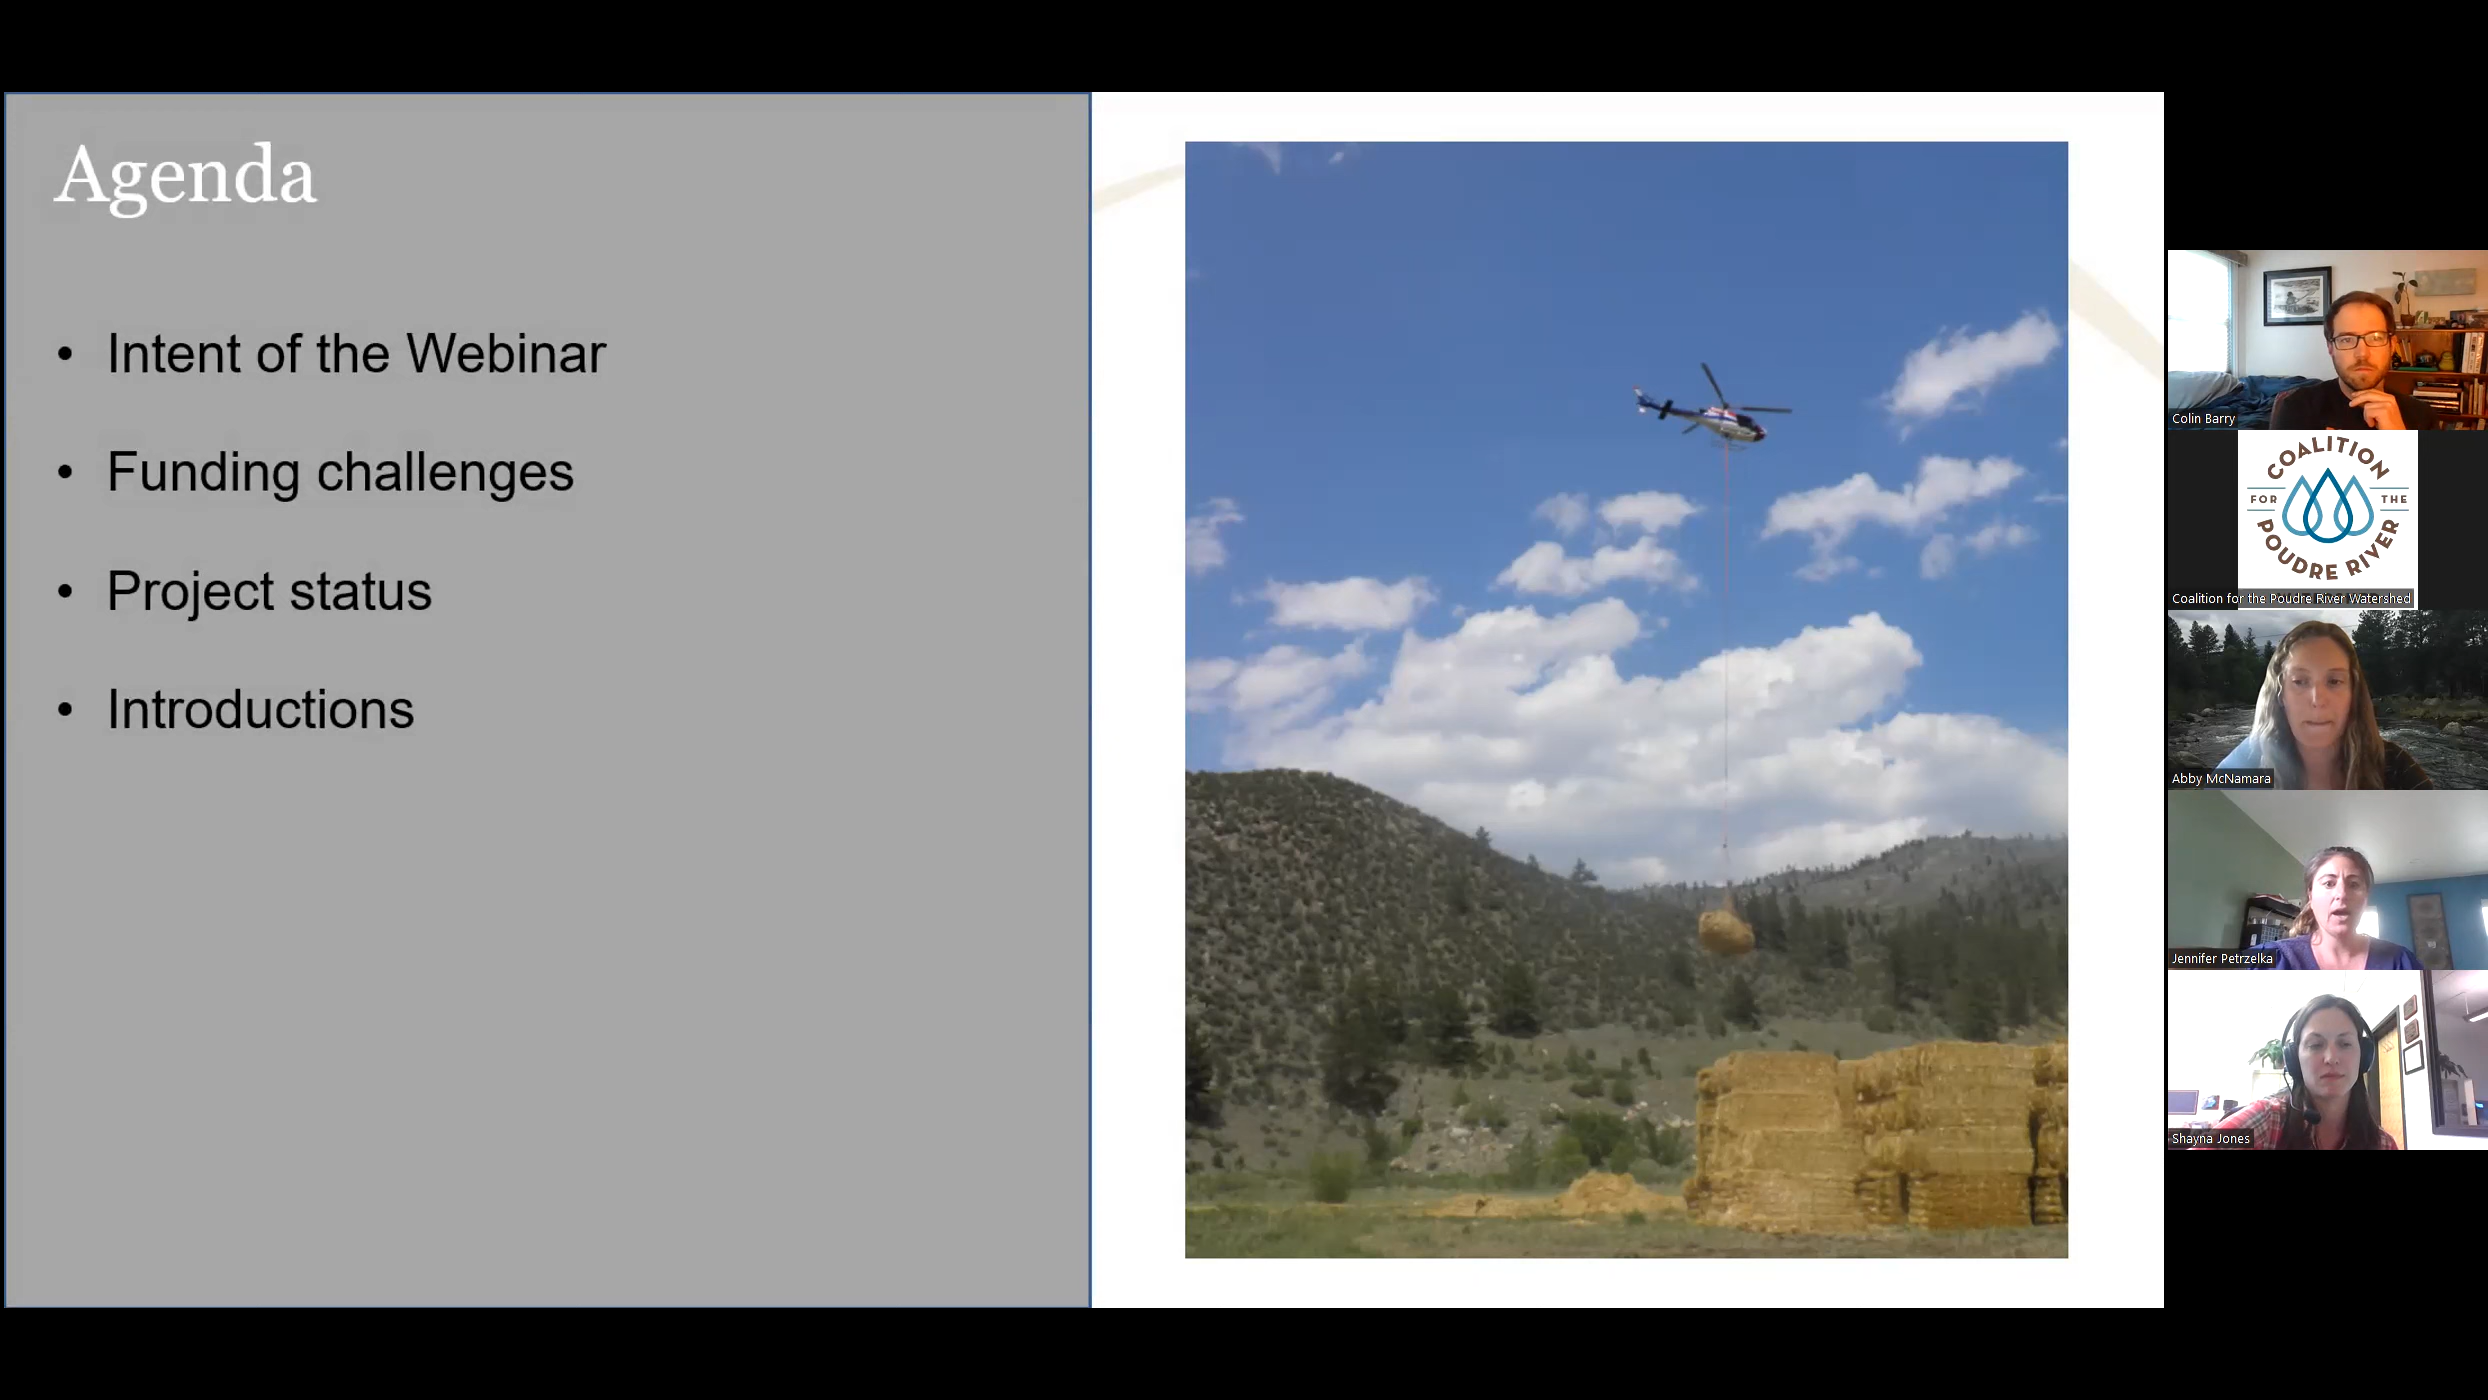 Agenda
• Intent of the Webinar
• Funding challenges
• Project status
• Introductions
Colin Barry
COALITION
FOR THE
POUDRE RIVER
Coalition for the Poudre River Watershed
Abby McNamara
Jennifer Petrzelka
Shayna Jones